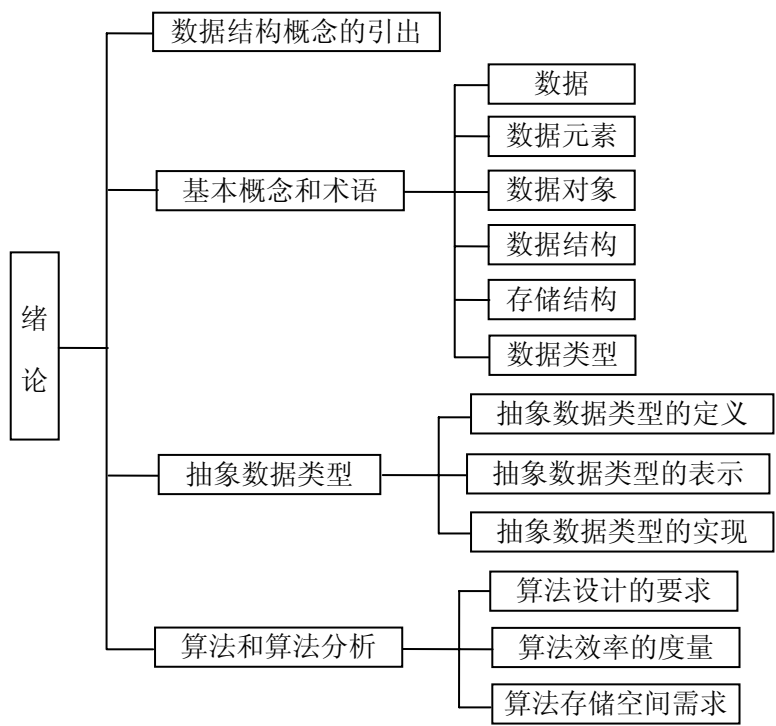 绪论
数据结构概念的引出
基本概念和术语
数据
数据元素
数据对象
数据结构
存储结构
数据类型
抽象数据类型
抽象数据类型的定义
抽象数据类型的表示
抽象数据类型的实现
算法和算法分析
算法设计的要求
算法效率的度量
算法存储空间需求